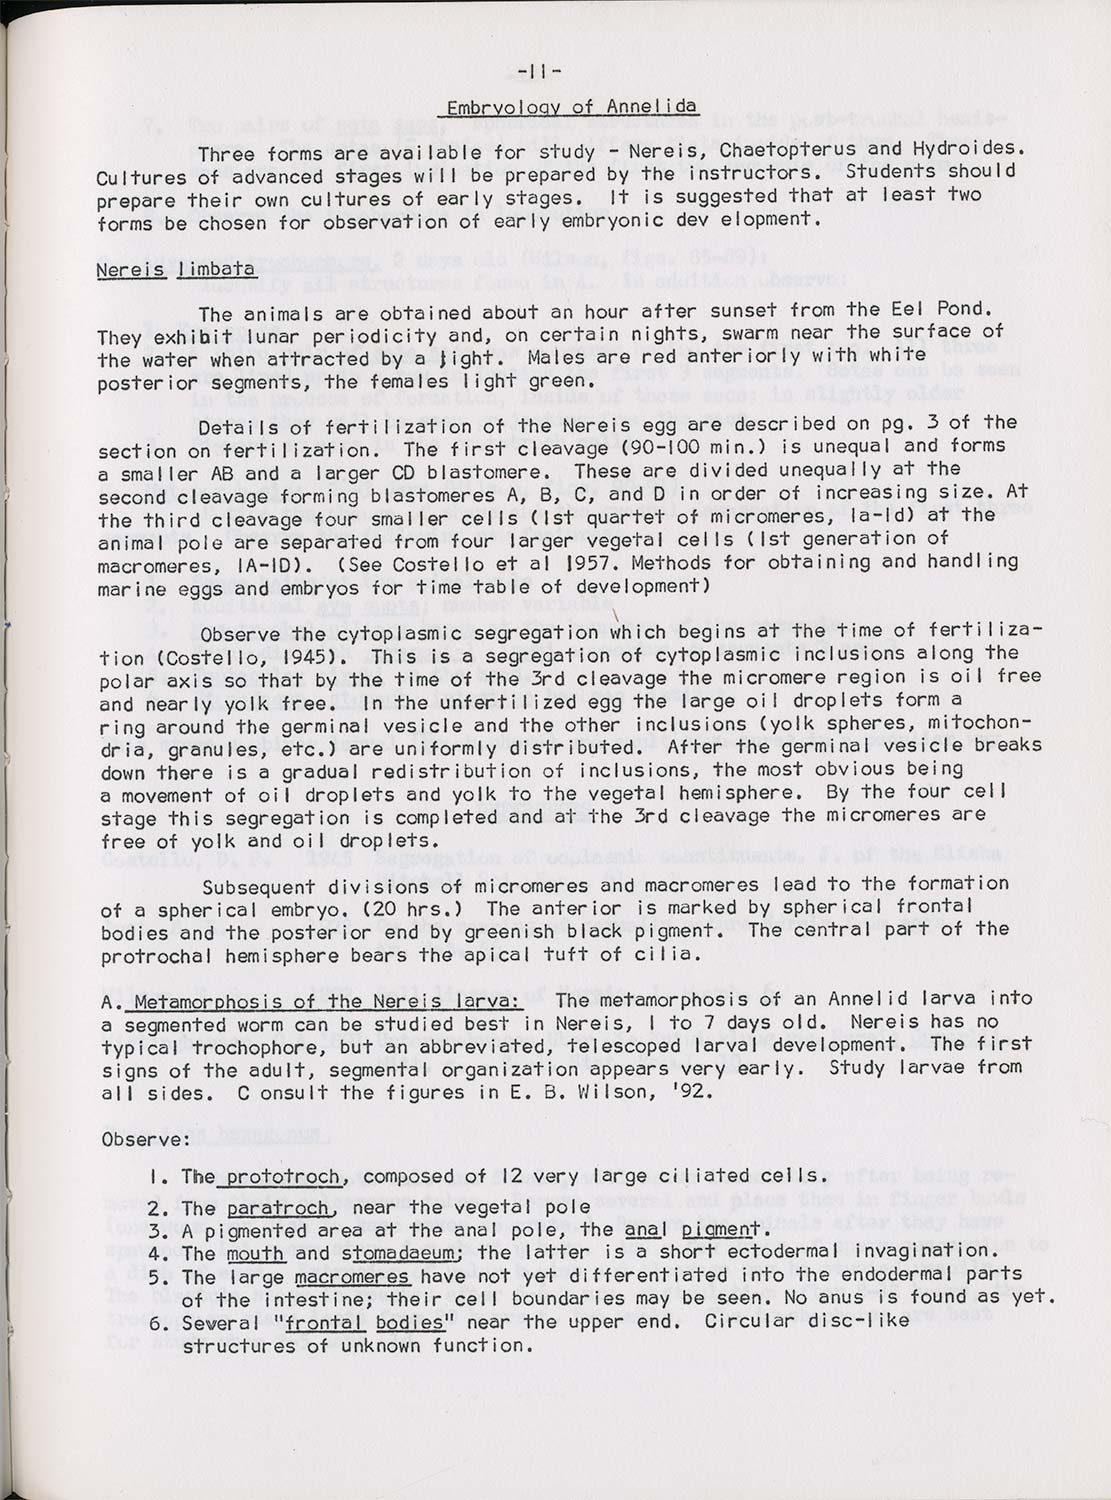 -11-
Embryology of Annelida
Three forms are available for study - Nereis, Chaetopterus and Hydroides.
Cultures of advanced stages will be prepared by the instructors. Students should
prepare their own cultures of early stages. It is suggested that at least two
forms be chosen for observation of early embryonic dev elopment.
Nereis limbata
The animals are obtained about an hour after sunset from the Eel Pond.
They exhibit lunar periodicity and, on certain nights, swarm near the surface of
the water when attracted by a light. Males are red anteriorly with white
posterior segments, the females light green.
Details of fertilization of the Nereis egg are described on pg. 3 of the
section on fertilization. The first cleavage (90-100 min.) is unequal and forms
a smaller AB and a larger CD blastomere. These are divided unequally at the
second cleavage forming blastomeres A, B, C, and D in order of increasing size. At
the third cleavage four smaller cells (1st quartet of micromeres, 1a-1d) at the
animal pole are separated from four larger vegetal cells (1st generation of
macromeres, 1A-1D). (See Costello et al 1957. Methods for obtaining and handling
marine eggs and embryos for time table of development)
Observe the cytoplasmic segregation which begins at the time of fertiliza-
tion (Costello, 1945). This is a segregation of cytoplasmic inclusions along the
polar axis so that by the time of the 3rd cleavage the micromere region is oil free
and nearly yolk free. In the unfertilized egg the large oil droplets form a
ring around the germinal vesicle and the other inclusions (yolk spheres, mitochon-
dria, granules, etc.) are uniformly distributed. After the germinal vesicle breaks
down there is a gradual redistribution of inclusions, the most obvious being
a movement of oil droplets and yolk to the vegetal hemisphere. By the four cell
stage this segregation is completed and at the 3rd cleavage the micromeres are
free of yolk and oil droplets.
Subsequent divisions of micromeres and macromeres lead to the formation
of a spherical embryo. (20 hrs.) The anterior is marked by spherical frontal
bodies and the posterior end by greenish black pigment. The central part of the
protrochal hemisphere bears the apical tuft of cilia.
A. Metamorphosis of the Nereis larva: The metamorphosis of an Annelid larva into
a segmented worm can be studied best in Nereis, 1 to 7 days old. Nereis has no
typical trochophore, but an abbreviated, telescoped larval development. The first
signs of the adult, segmental organization appears very early. Study larvae from
all sides. C onsult the figures in E. B. Wilson, '92.
Observe:
1. The prototroch, composed of 12 very large ciliated cells.
2. The paratroch, near the vegetal pole
3. A pigmented area at the anal pole, the anal pigment.
4. The mouth and stomadaeum; the latter is a short ectodermal invagination.
5. The large macromeres have not yet differentiated into the endodermal parts
of the intestine; their cell boundaries may be seen. No anus is found as yet.
6. Several "frontal bodies" near the upper end. Circular disc-like
structures of unknown function.